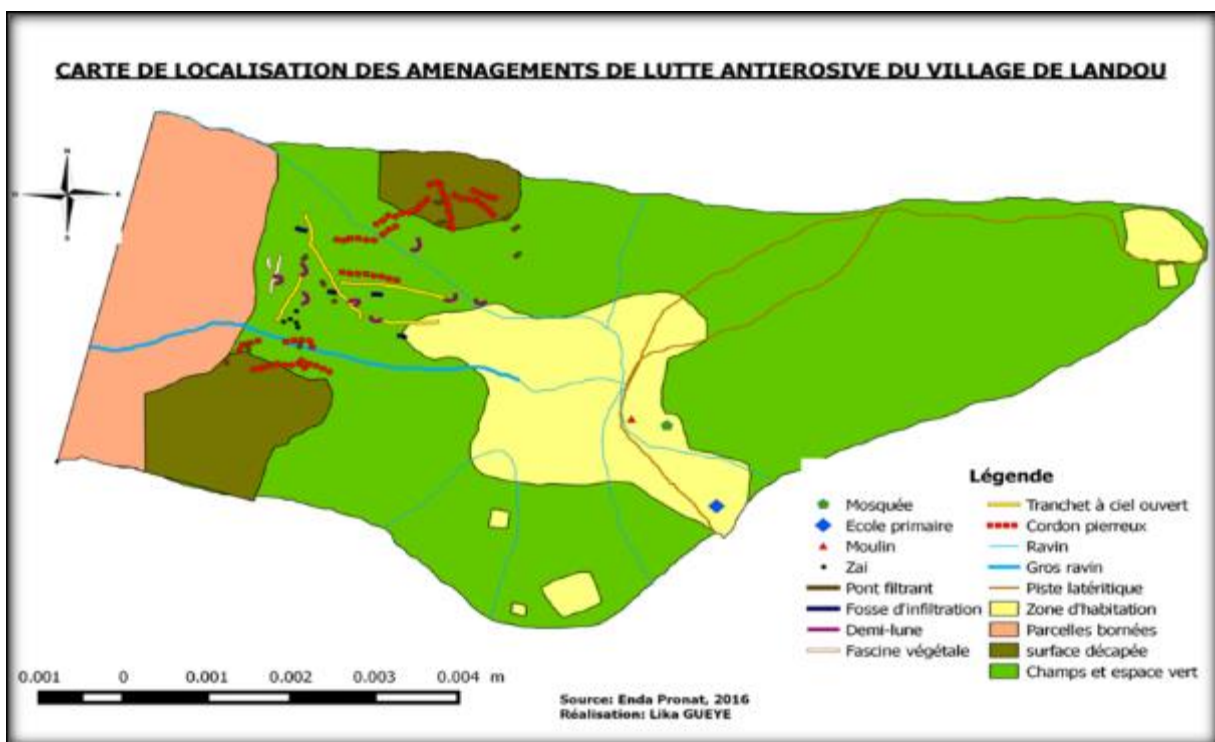 CARTE DE LOCALISATION DES AMENAGEMENTS DE LUTTE ANTIEROSIVE DU VILLAGE DE LANDOU
Légende
Mosquée
Ecole primaire
Moulin
Zai
Pont filtrant
Fosse d'infiltration
Demi-lune
Fascine végétale
Tranchet à ciel ouvert
Cordon pierreux
Ravin
Gros ravin
Piste latéritique
Zone d'habitation
Parcelles bornées
surface décapée
Champs et espace vert
0.001 0 0.001 0.002 0.003 0.004 m
Source: Enda Pronat, 2016
Réalisation: Lika GUEYE